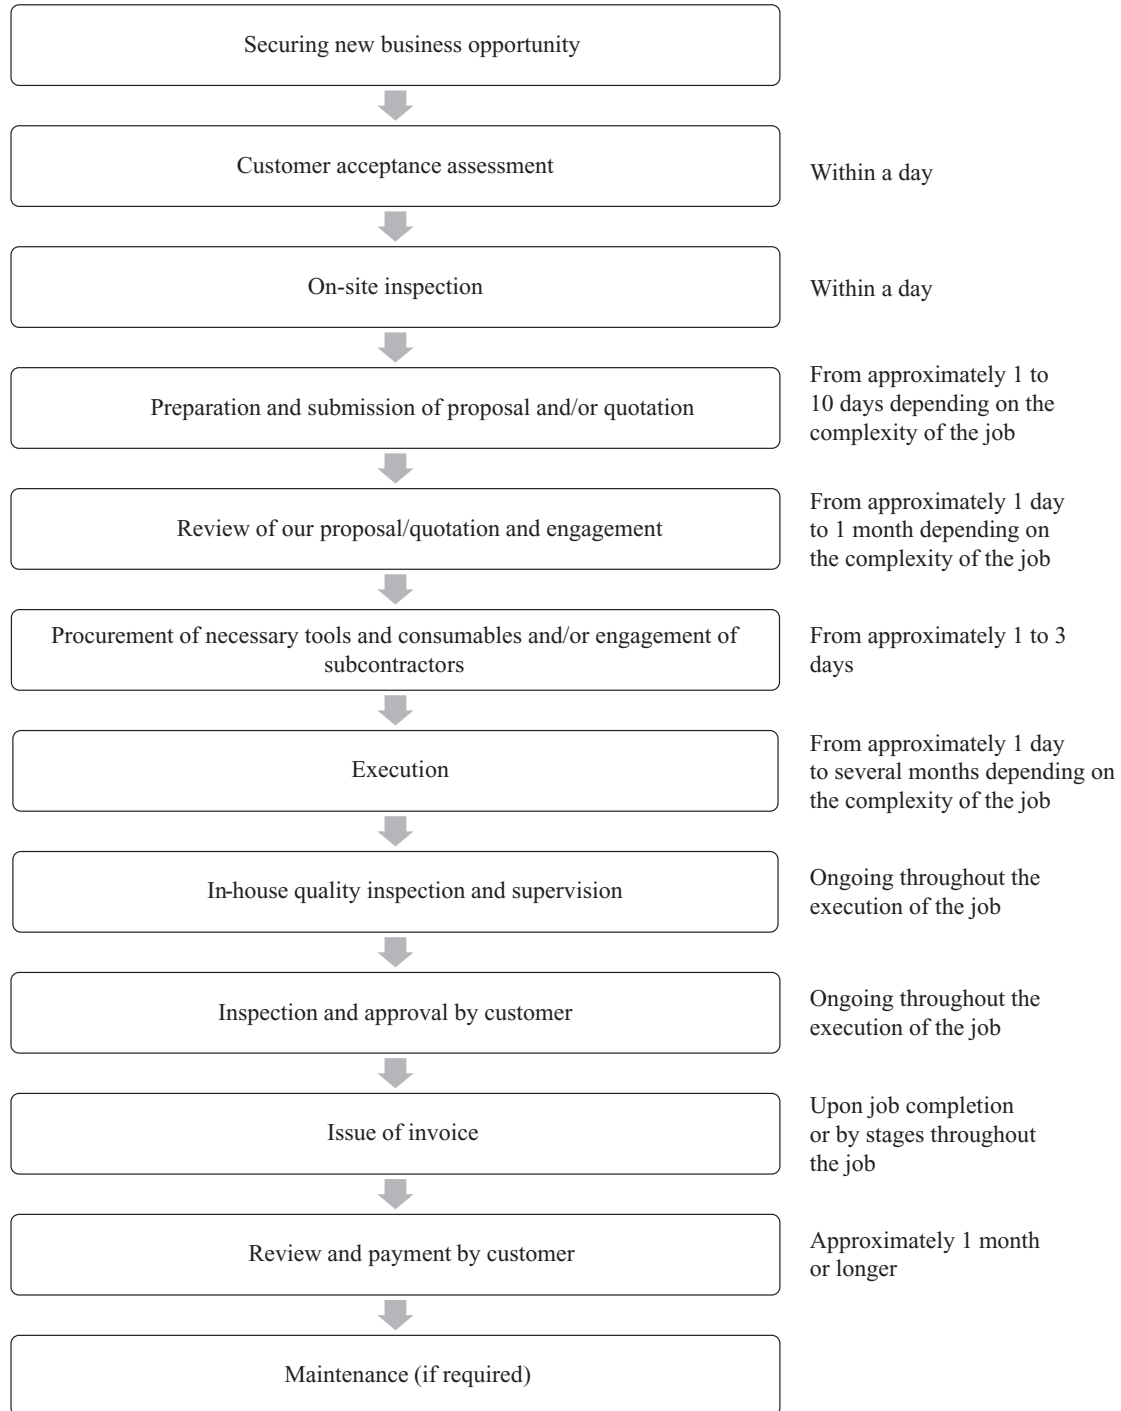 Securing new business opportunity
Customer acceptance assessment
Within a day
On-site inspection
Within a day
Preparation and submission of proposal and/or quotation
From approximately 1 to
10 days depending on the
complexity of the job
Review of our proposal/quotation and engagement
From approximately 1 day
to 1 month depending on
the complexity of the job
Procurement of necessary tools and consumables and/or engagement of
subcontractors
From approximately 1 to 3
days
Execution
From approximately 1 day
to several months depending on
the complexity of the job
In-house quality inspection and supervision
Ongoing throughout the
execution of the job
Inspection and approval by customer
Ongoing throughout the
execution of the job
Issue of invoice
Upon job completion
or by stages throughout
the job
Review and payment by customer
Approximately 1 month
or longer
Maintenance (if required)